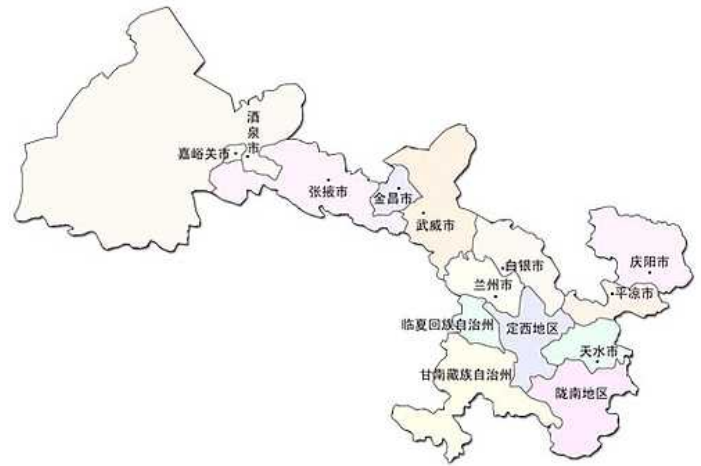 酒泉市
嘉峪关市
张掖市
金昌市
武威市
白银市
兰州市
庆阳市
平凉市
临夏回族自治州
定西地区
天水市
甘南藏族自治州
陇南地区